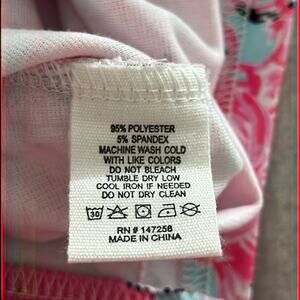 95% POLYESTER
5% SPANDEX
MACHINE WASH COLD
WITH LIKE COLORS
DO NOT BLEACH
TUMBLE DRY LOW
COOL IRON IF NEEDED
DO NOT DRY CLEAN
30
RN # 147258
MADE IN CHINA